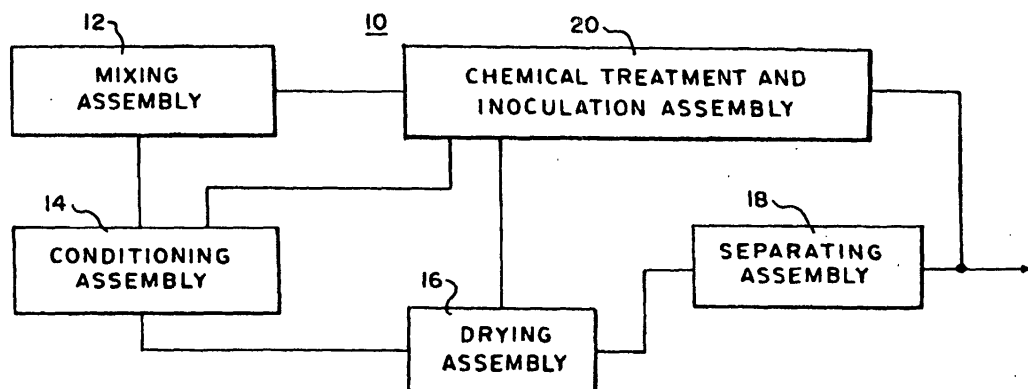 12
10
20
MIXING
ASSEMBLY
CHEMICAL TREATMENT AND
INOCULATION ASSEMBLY
14
CONDITIONING
ASSEMBLY
18
SEPARATING
ASSEMBLY
16
DRYING
ASSEMBLY